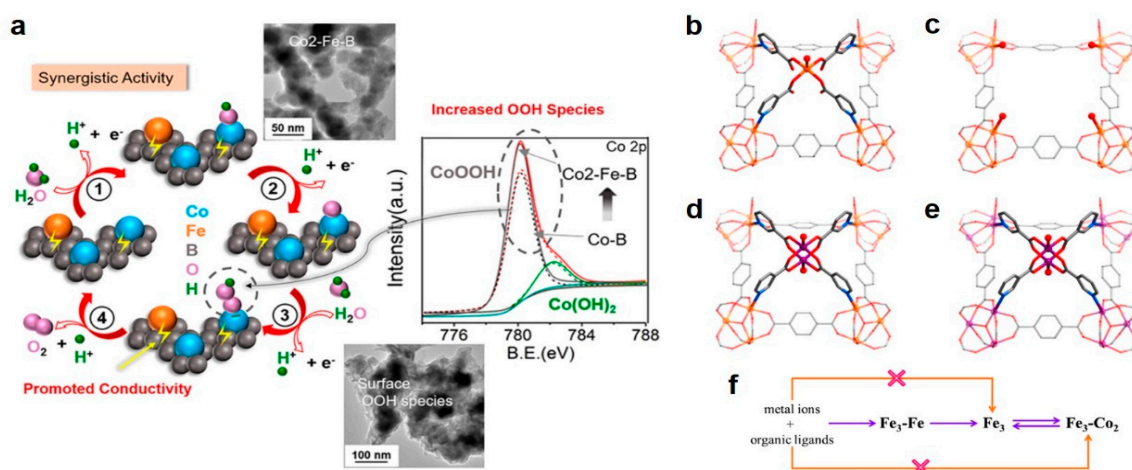 a
Synergistic Activity
Co2-Fe-B
50 nm
H⁺ + e⁻
H₂O
1
2
H⁺ + e⁻
Co
Fe
B
O
H
3
H₂O
H⁺ + e⁻
4
O₂ + H⁺
Promoted Conductivity
Surface
OOH species
100 nm
Increased OOH Species
Co 2p
CoOOH
Co2-Fe-B
Co-B
Co(OH)₂
Intensity(a.u.)
776 780 784 788
B.E.(eV)
b
c
d
e
f
metal ions
+
organic ligands
Fe₃-Fe
Fe₃
Fe₃-Co₂